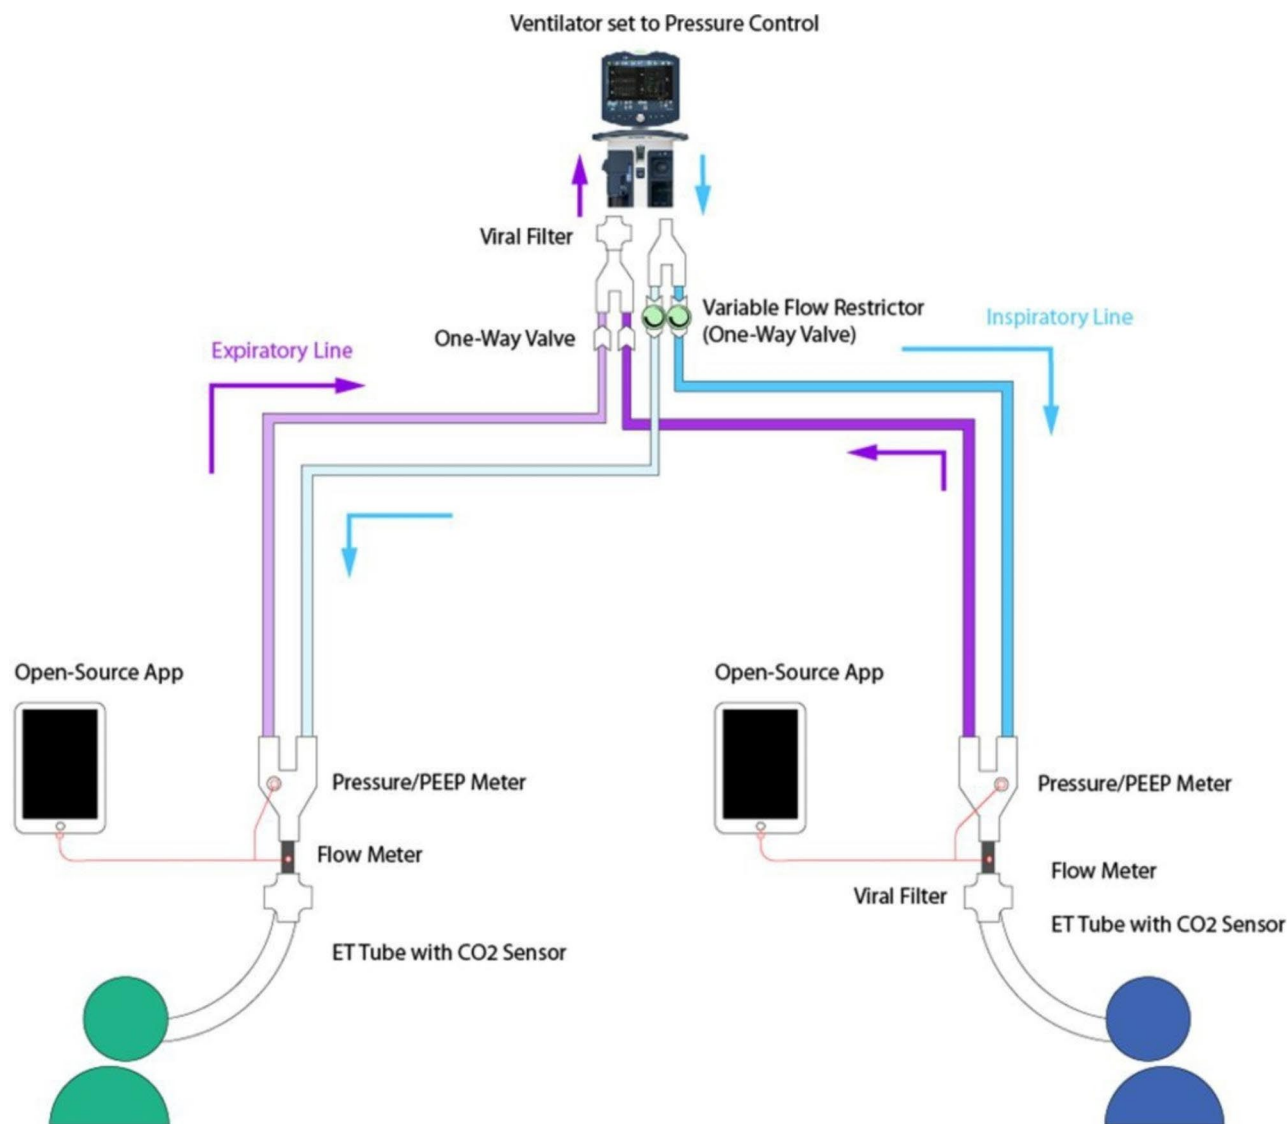 Ventilator set to Pressure Control
Viral Filter
One-Way Valve
Variable Flow Restrictor
(One-Way Valve)
Inspiratory Line
Expiratory Line
Open-Source App
Pressure/PEEP Meter
Flow Meter
ET Tube with CO2 Sensor
Open-Source App
Pressure/PEEP Meter
Flow Meter
Viral Filter
ET Tube with CO2 Sensor